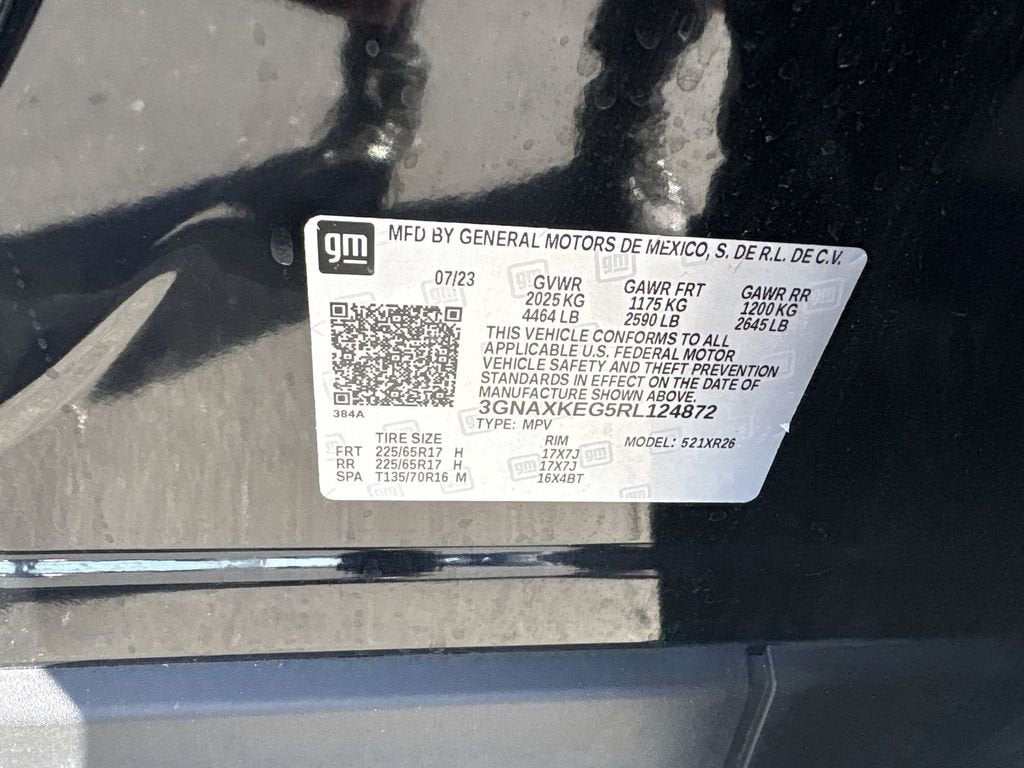 gm MFD BY GENERAL MOTORS DE MEXICO, S. DE R.L. DE C.V.
07/23 GVWR GAWR FRT GAWR RR
2025 KG 1175 KG 1200 KG
4464 LB 2590 LB 2645 LB
THIS VEHICLE CONFORMS TO ALL
APPLICABLE U.S. FEDERAL MOTOR
VEHICLE SAFETY AND THEFT PREVENTION
STANDARDS IN EFFECT ON THE DATE OF
MANUFACTURE SHOWN ABOVE.
384A
3GNAXKEG5RL124872
TYPE: MPV
TIRE SIZE RIM MODEL: 521XR26
FRT 225/65R17 H 17X7J
RR 225/65R17 H 17X7J
SPA T135/70R16 M 16X4BT